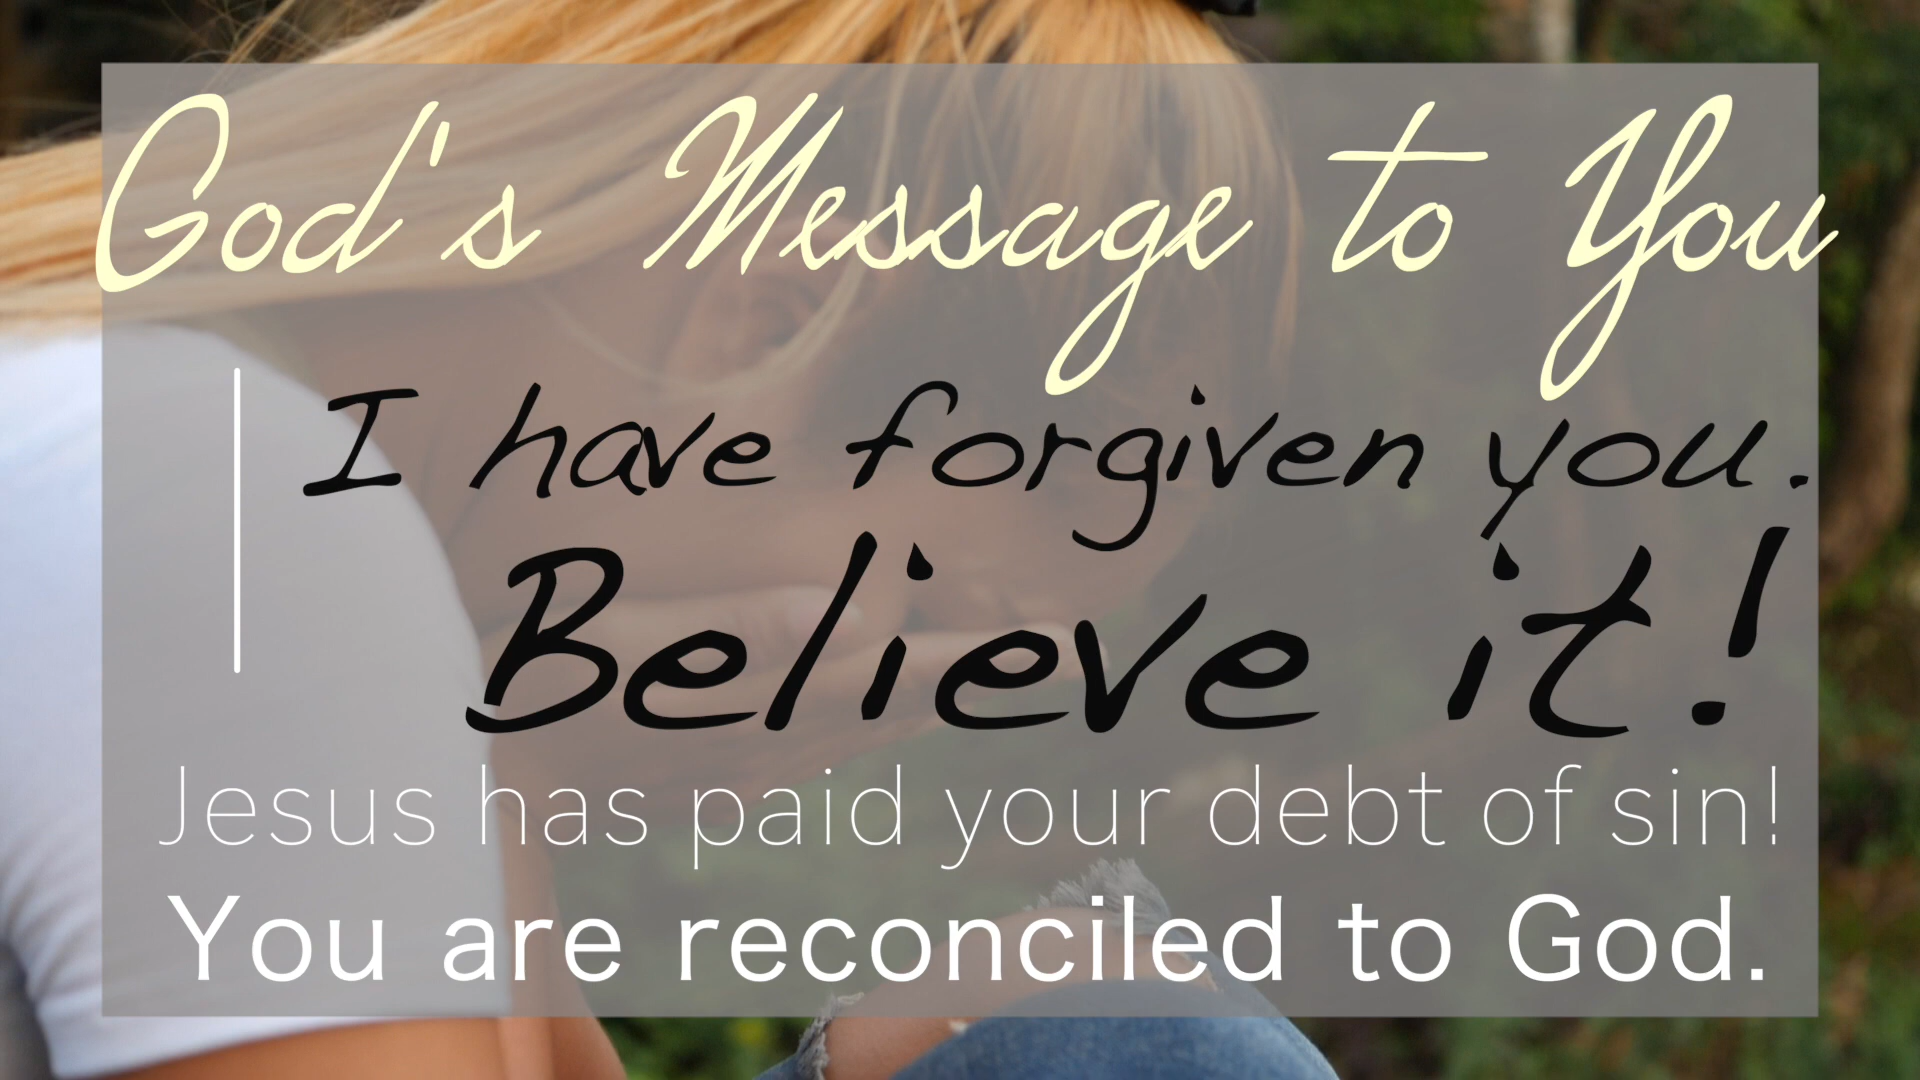 God's Message to You
I have forgiven you.
Believe it!
Jesus has paid your debt of sin!
You are reconciled to God.